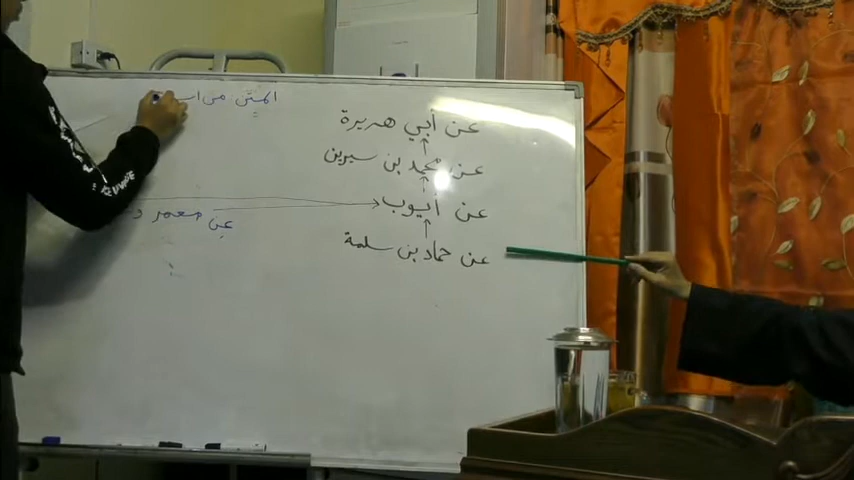 المتن من
عن أبي هريرة
عن محمد بن سيرين
عن أيوب
عن معمر
عن حماد بن سلمة